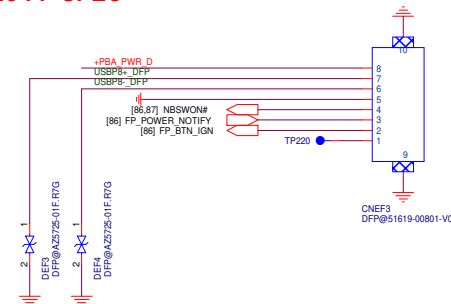 +PBA_PWR_D
USBP8+_DFP
USBP8-_DFP
[86,87] NBSWON#
[86] FP_POWER_NOTIFY
[86] FP_BTN_IGN
TP220
10
8
7
6
5
4
3
2
1
9
CNEF3
DFP@51619-00801-V0
1
2
DEF3
DFP@AZ5725-01F.R7G
1
2
DEF4
DFP@AZ5725-01F.R7G